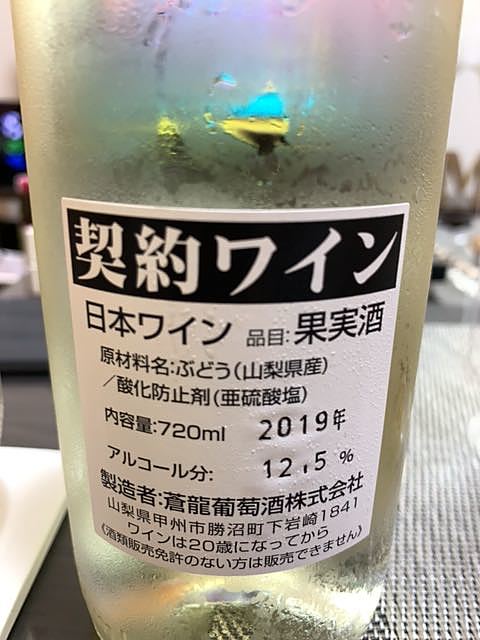 契約ワイン
日本ワイン 品目:果実酒
原材料名:ぶどう(山梨県産)
/酸化防止剤(亜硫酸塩)
内容量:720ml 2019年
アルコール分: 12.5 %
製造者:蒼龍葡萄酒株式会社
山梨県甲州市勝沼町下岩崎1841
ワインは20歳になってから
《酒類販売免許のない方は販売できません》